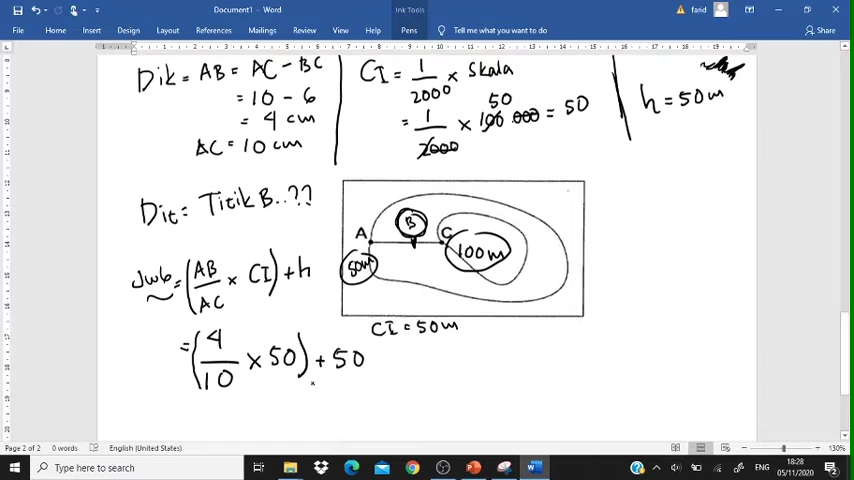 Document1 - Word
Ink Tools
farid
File
Home
Insert
Draw
Design
Layout
References
Mailings
Review
View
Help
Pens
Tell me what you want to do
Share
Dik = AB = AC - BC
= 10 - 6
= 4 cm
AC = 10 cm
CI = 1/2000 × Skala
50
= 1/2000 × 100.000 = 50
h = 50 m
Dit = Titik B..??
A
B
C
50m
100m
CI = 50m
Jwb = (AB/AC × CI) + h
= (4/10 × 50) + 50
Page 2 of 2
0 words
English (United States)
130%
Type here to search
ENG
18:28
05/11/2020